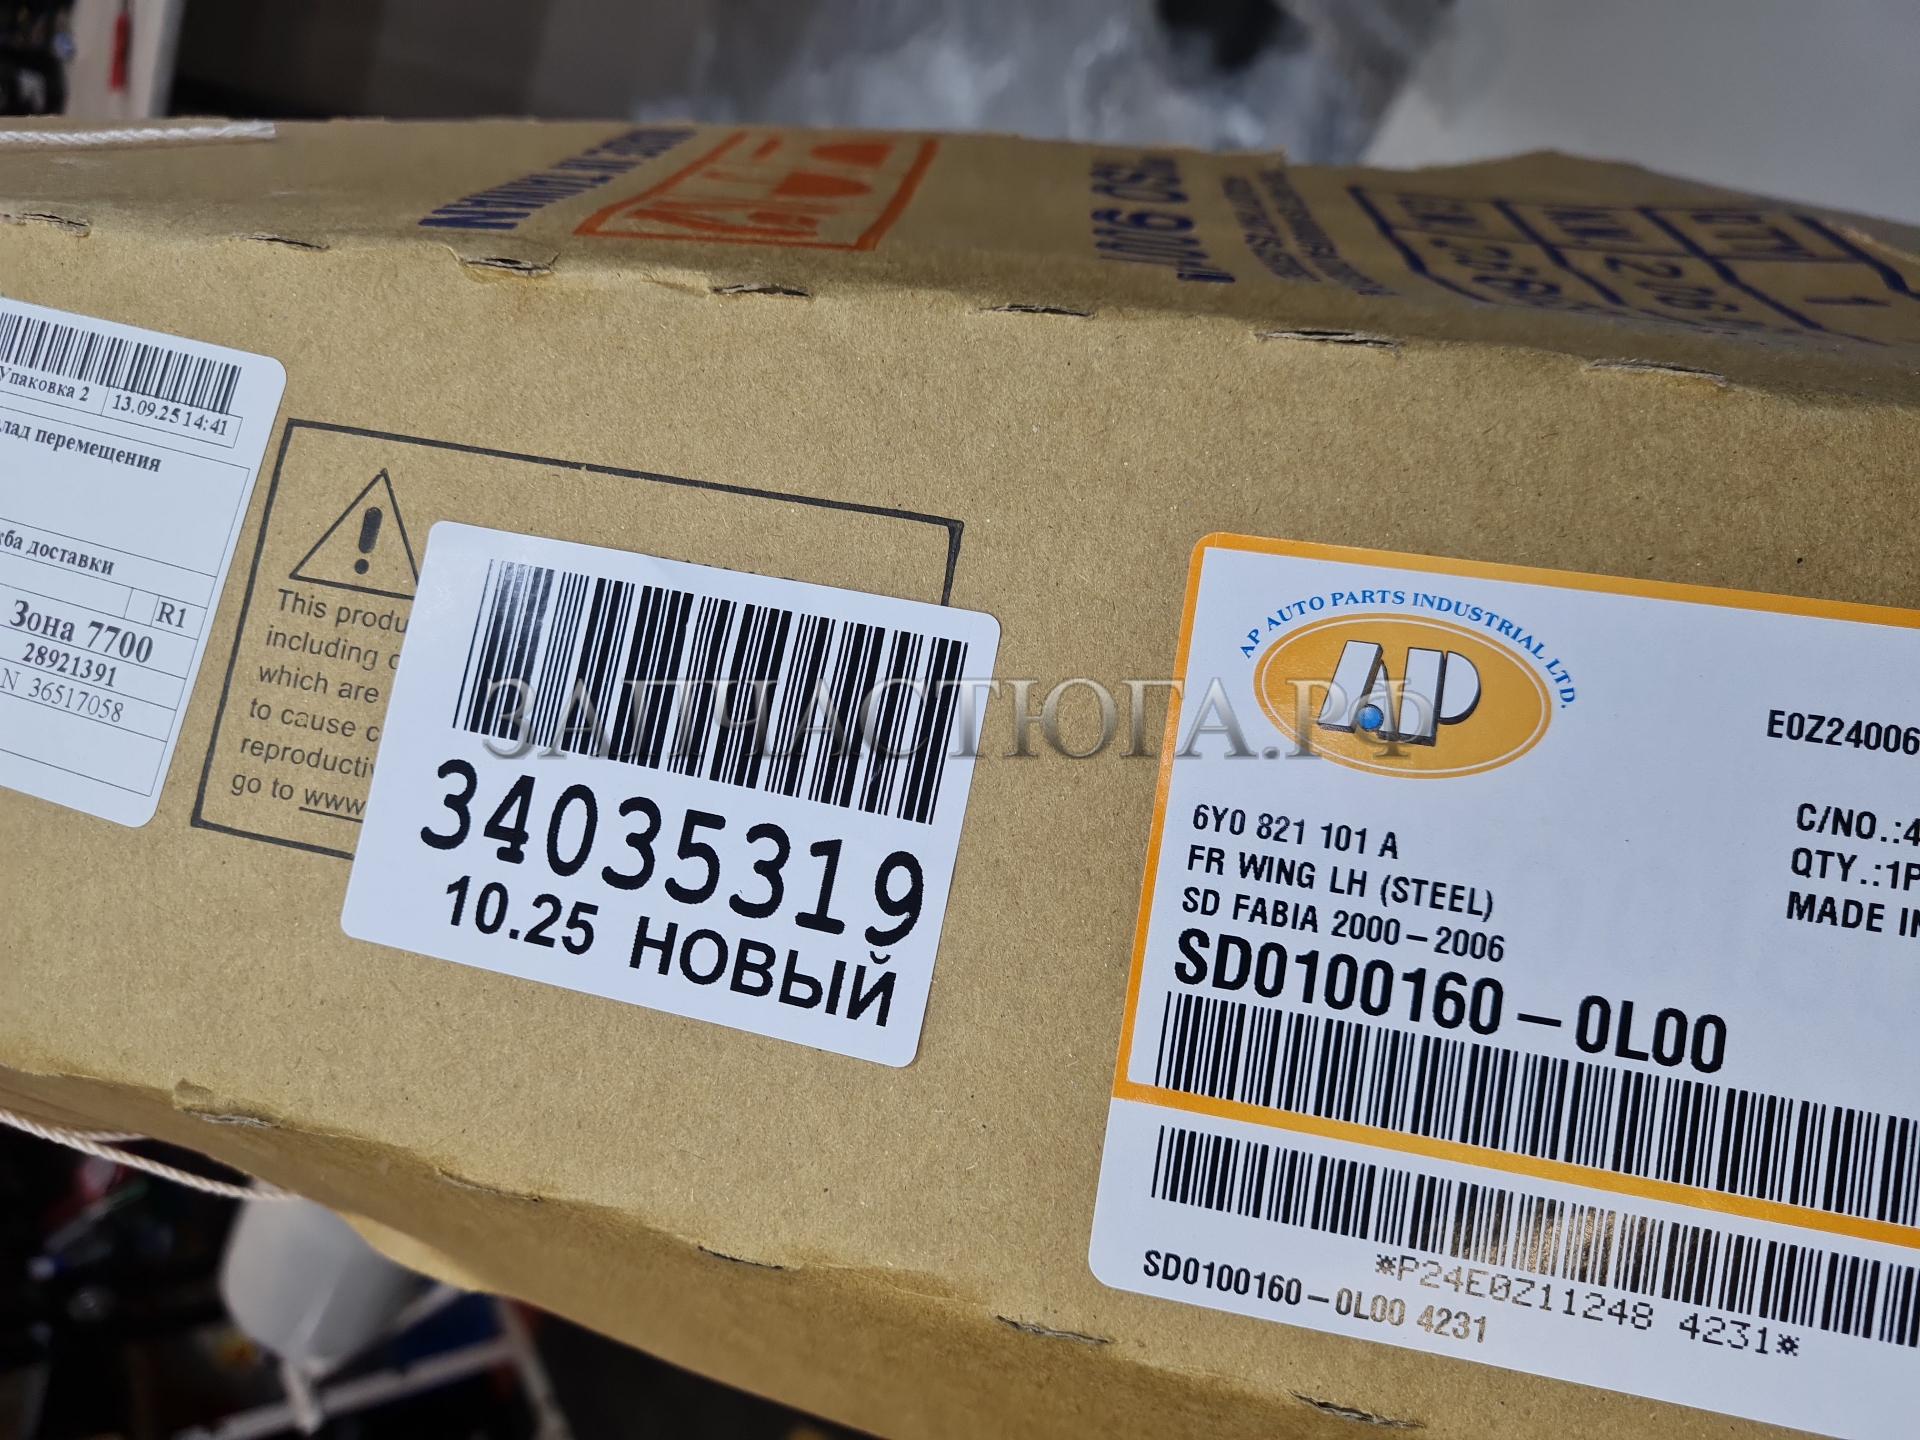 Упаковка 2
13.09.25 14:41
лад перемещения
ба доставки
R1
Зона 7700
28921391
N 36517058
This produ
including c
which are
to cause c
reproductiv
go to www
34035319
10.25 НОВЫЙ
ЗАПЧАСТЮГА.РФ
AP AUTO PARTS INDUSTRIAL LTD.
AP
E0Z24006
6Y0 821 101 A
FR WING LH (STEEL)
SD FABIA 2000-2006
SD0100160-0L00
C/NO.:4
QTY.:1P
MADE IN
*P24E0Z11248 4231*
SD0100160-0L00 4231